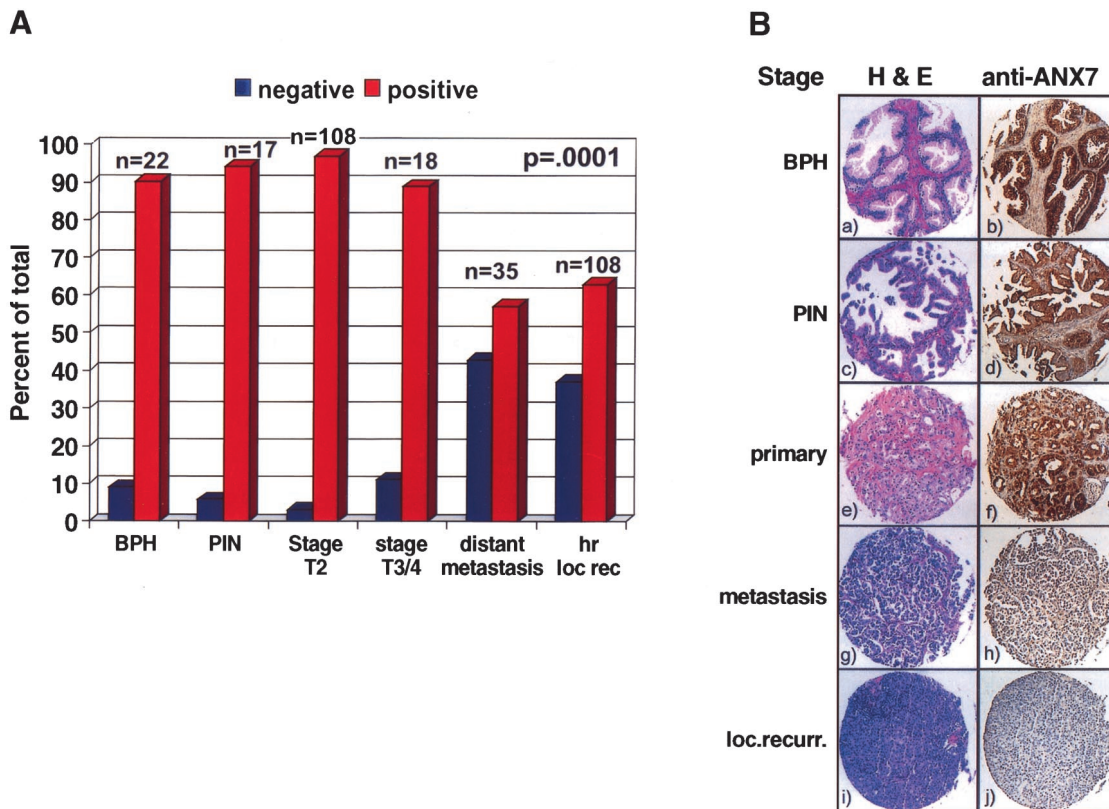 A
negative positive
Percent of total
100
90
80
70
60
50
40
30
20
10
0
n=22
n=17
n=108
n=18
n=35
n=108
p=.0001
BPH
PIN
Stage
T2
stage
T3/4
distant
metastasis
hr
loc rec
B
Stage H & E anti-ANX7
BPH
a) b)
PIN
c) d)
primary
e) f)
metastasis
g) h)
loc.recurr.
i) j)